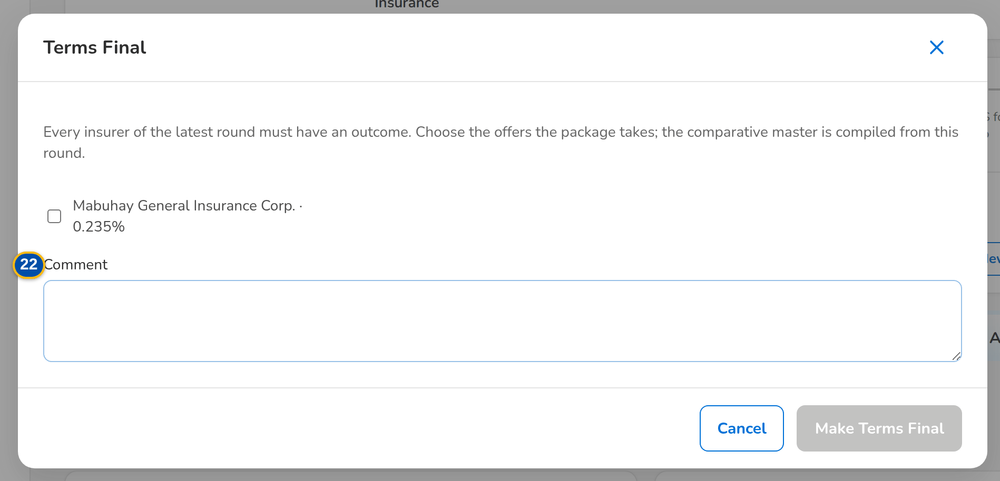 Insurance
Terms Final
Every insurer of the latest round must have an outcome. Choose the offers the package takes; the comparative master is compiled from this
round.
Mabuhay General Insurance Corp. ·
0.235%
22
Comment
Cancel
Make Terms Final